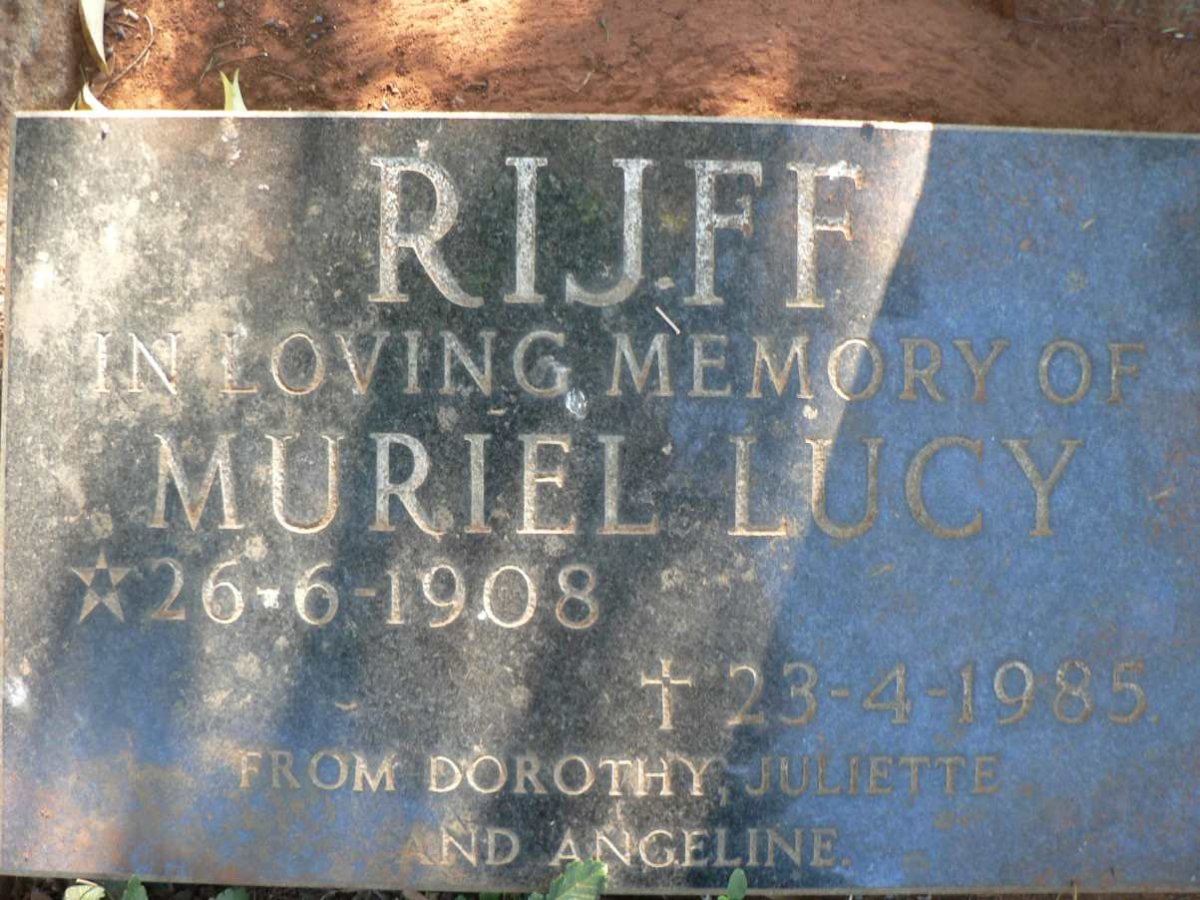 RIJFF
IN LOVING MEMORY OF
MURIEL LUCY
☆26-6-1908
† 23-4-1985.
FROM DOROTHY, JULIETTE
AND ANGELINE.